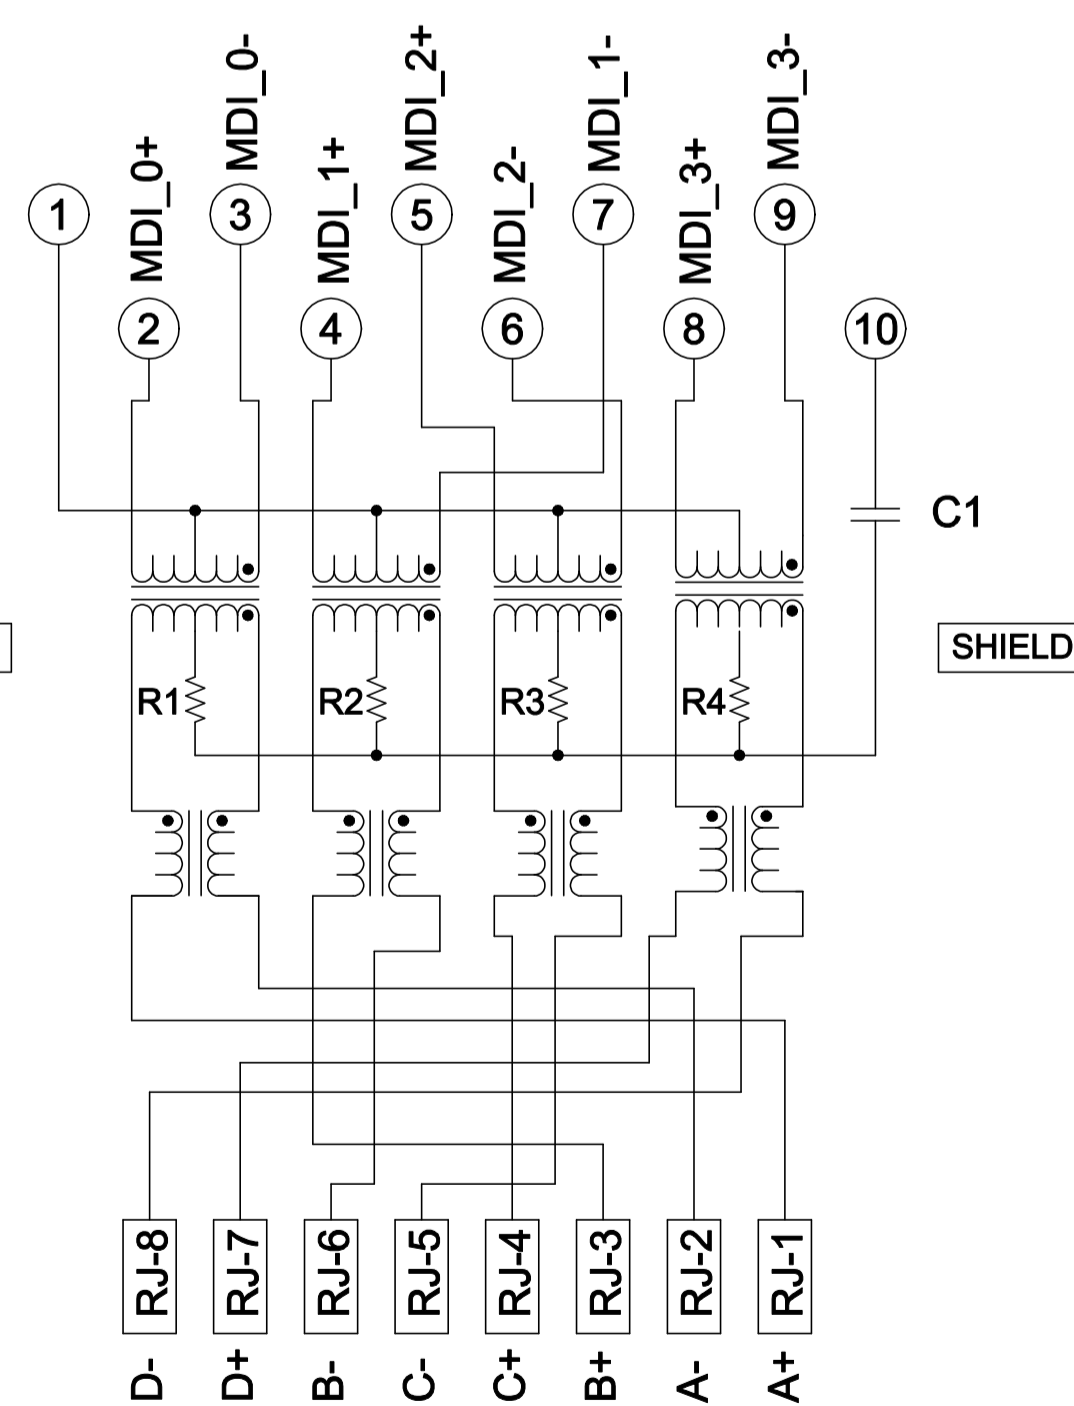 MDI_0+
MDI_0-
MDI_1+
MDI_2+
MDI_2-
MDI_1-
MDI_3+
MDI_3-
1
3
5
7
9
2
4
6
8
10
C1
SHIELD
R1
R2
R3
R4
RJ-8
RJ-7
RJ-6
RJ-5
RJ-4
RJ-3
RJ-2
RJ-1
D-
D+
B-
C-
C+
B+
A-
A+